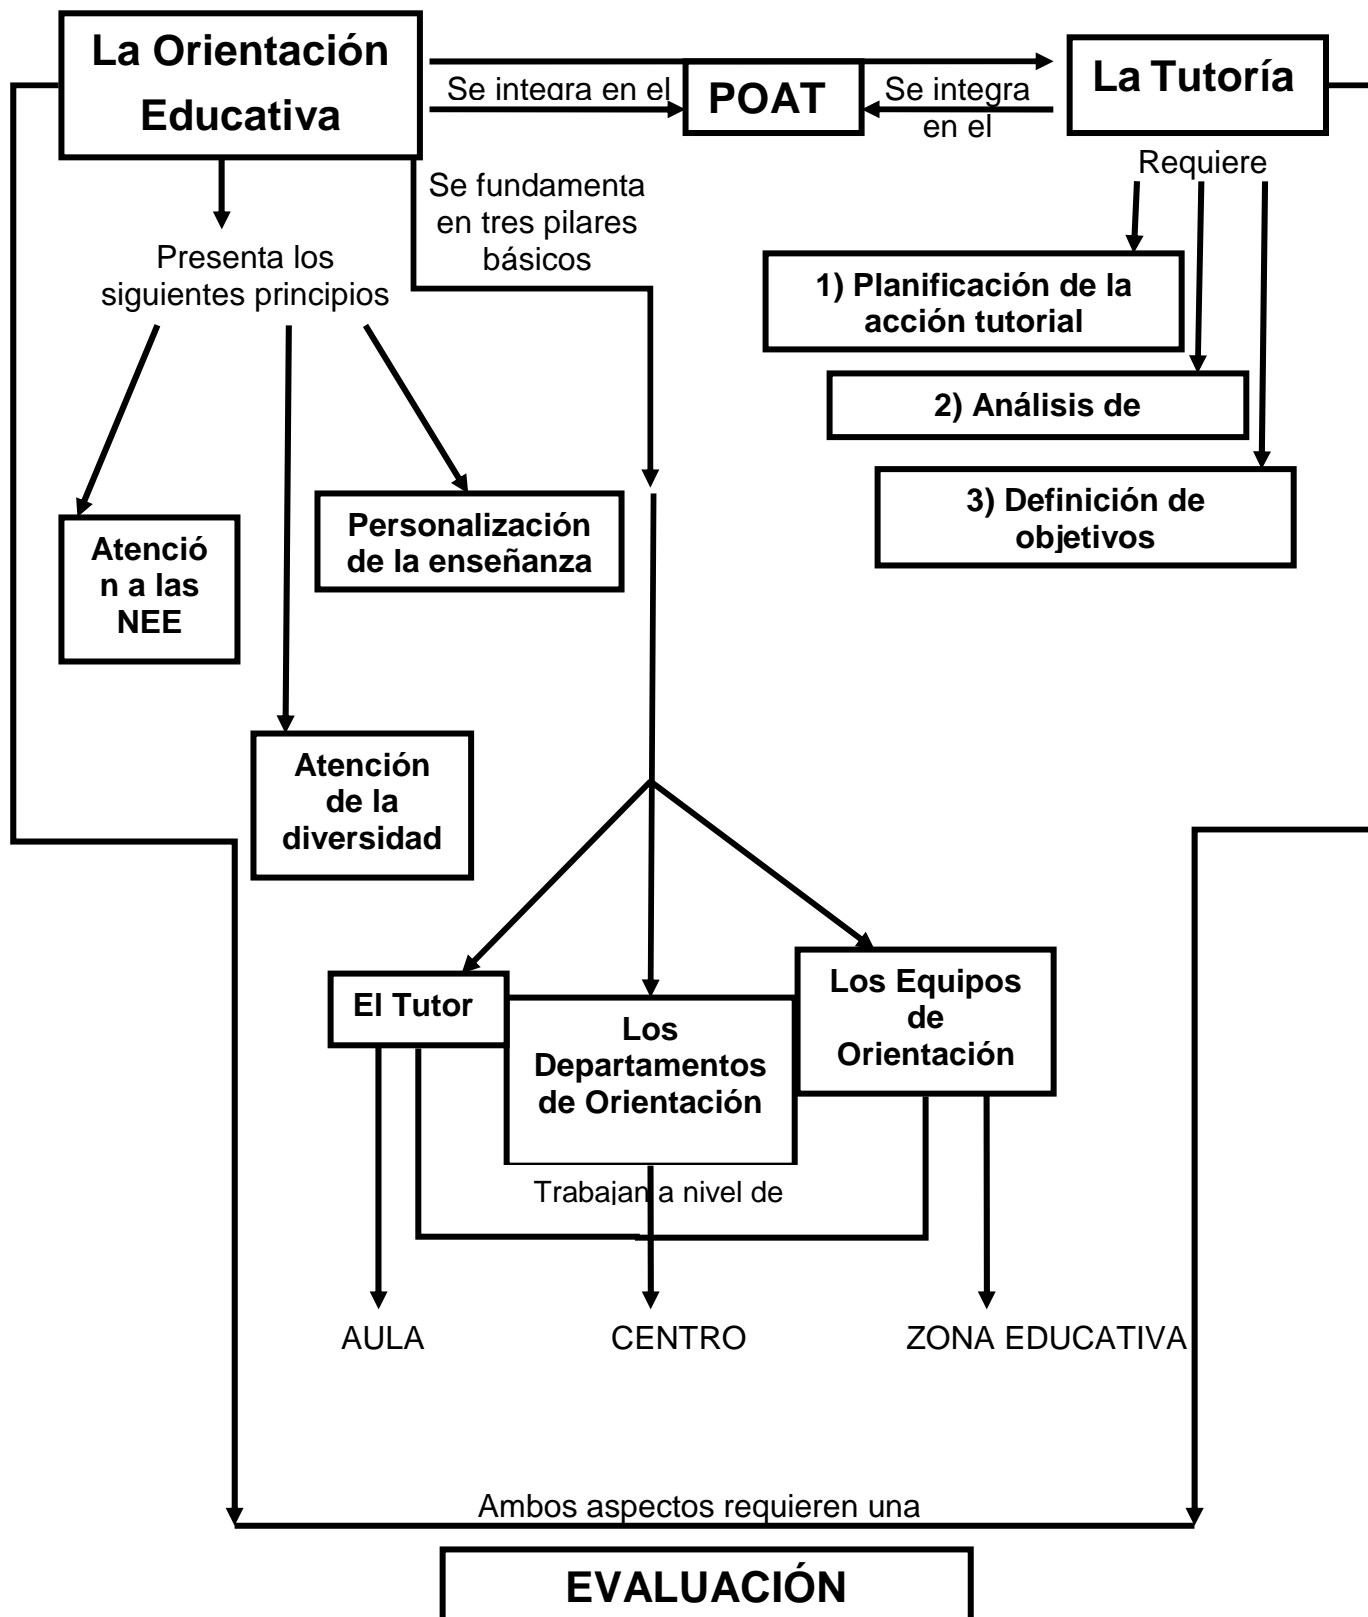 La Orientación
Educativa
Se integra en el
POAT
Se integra
en el
La Tutoría
Requiere
Se fundamenta
en tres pilares
básicos
Presenta los
siguientes principios
1) Planificación de la
acción tutorial
2) Análisis de
3) Definición de
objetivos
Personalización
de la enseñanza
Atenció
n a las
NEE
Atención
de la
diversidad
El Tutor
Los
Departamentos
de Orientación
Los Equipos
de
Orientación
Trabajan a nivel de
AULA
CENTRO
ZONA EDUCATIVA
Ambos aspectos requieren una
EVALUACIÓN